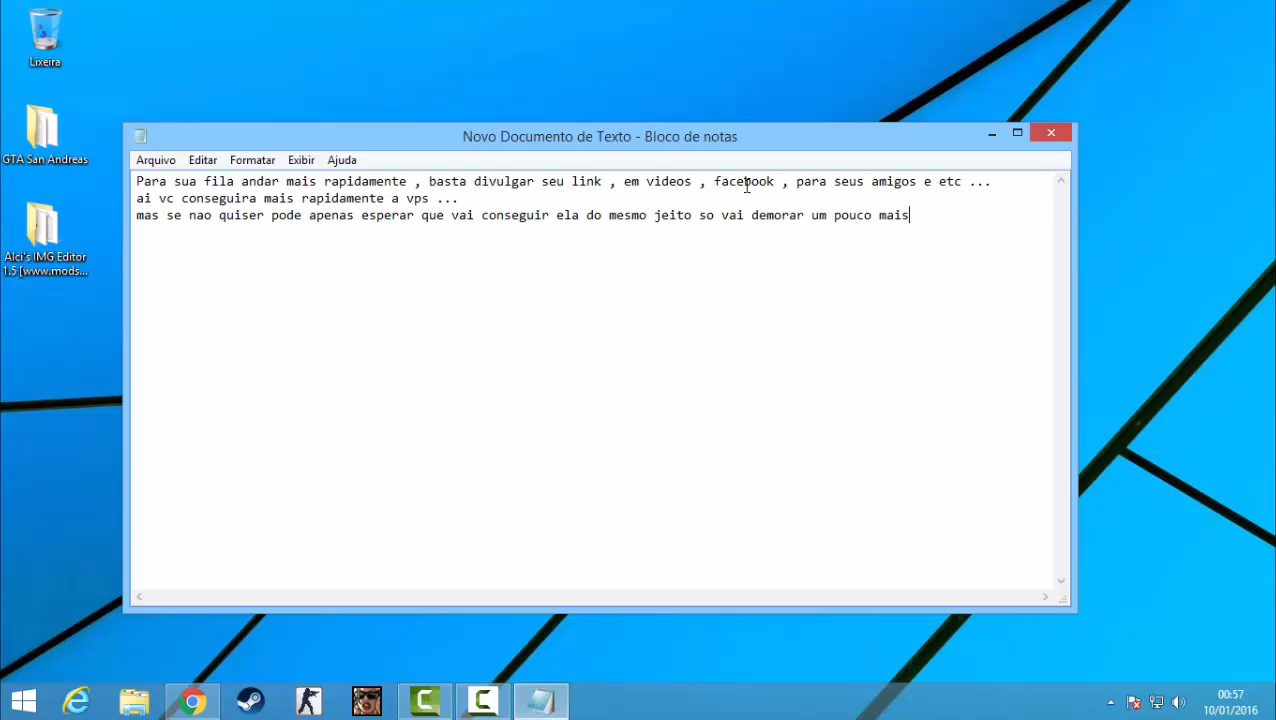 Lixeira
GTA San Andreas
Alci's IMG Editor
1.5 [www.mods...
Novo Documento de Texto - Bloco de notas
Arquivo Editar Formatar Exibir Ajuda
Para sua fila andar mais rapidamente , basta divulgar seu link , em videos , facebook , para seus amigos e etc ...
ai vc conseguira mais rapidamente a vps ...
mas se nao quiser pode apenas esperar que vai conseguir ela do mesmo jeito so vai demorar um pouco mais
00:57
10/01/2016